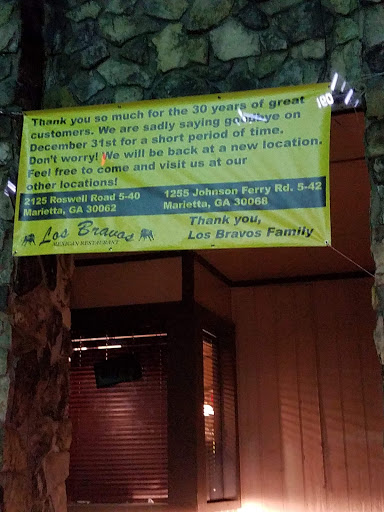 Thank you so much for the 30 years of great
customers. We are sadly saying goodbye on
December 31st for a short period of time.
Don't worry! We will be back at a new location.
Feel free to come and visit us at our
other locations!
2125 Roswell Road 5-40
Marietta, GA 30062
1255 Johnson Ferry Rd. 5-42
Marietta, GA 30068
Los Bravos
MEXICAN RESTAURANT
Thank you,
Los Bravos Family